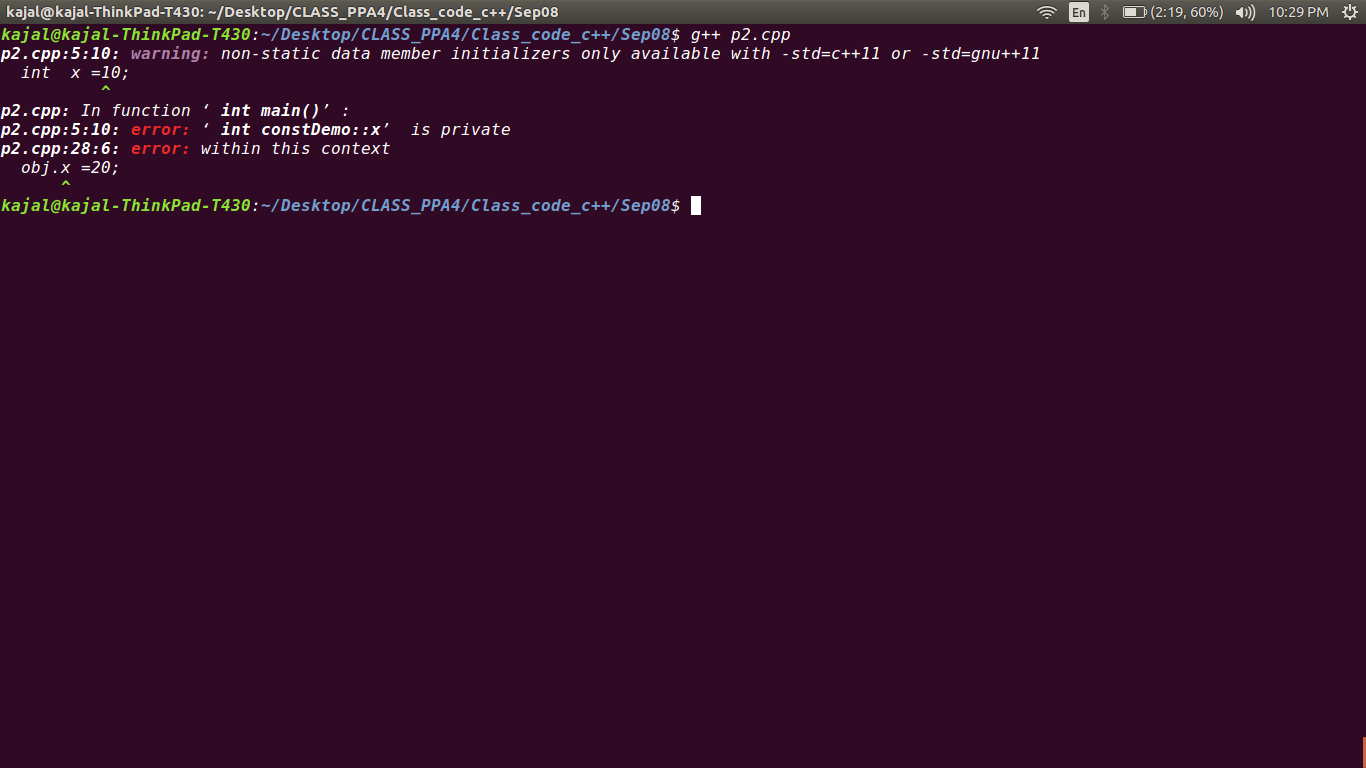 kajal@kajal-ThinkPad-T430: ~/Desktop/CLASS_PPA4/Class_code_c++/Sep08
En
(2:19, 60%)
10:29 PM
kajal@kajal-ThinkPad-T430:~/Desktop/CLASS_PPA4/Class_code_c++/Sep08$ g++ p2.cpp
p2.cpp:5:10: warning: non-static data member initializers only available with -std=c++11 or -std=gnu++11
int  x =10;
^
p2.cpp: In function ‘ int main()’ :
p2.cpp:5:10: error: ‘ int constDemo::x’  is private
p2.cpp:28:6: error: within this context
obj.x =20;
^
kajal@kajal-ThinkPad-T430:~/Desktop/CLASS_PPA4/Class_code_c++/Sep08$